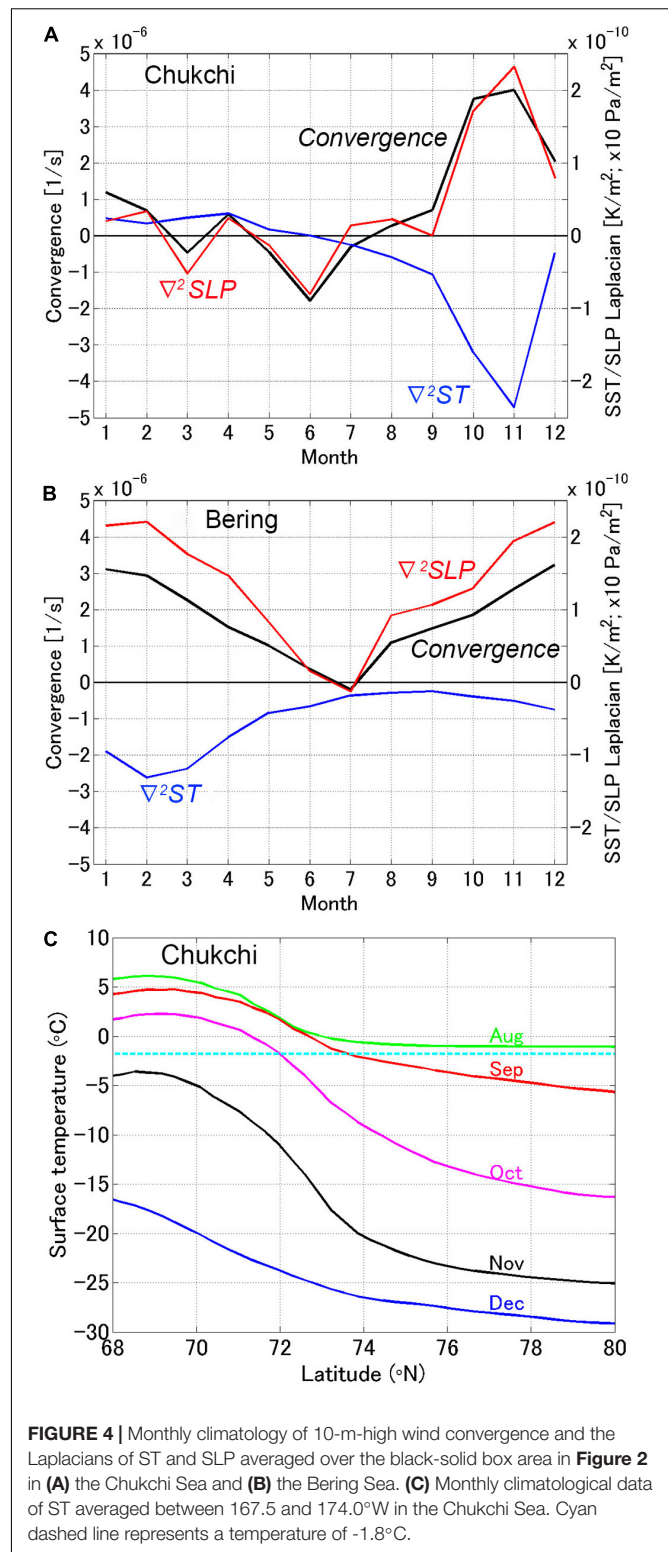 A
× 10⁻⁶
× 10⁻¹⁰
Chukchi
Convergence
∇²SLP
∇²ST
Convergence [1/s]
5
4
3
2
1
0
−1
−2
−3
−4
−5
SST/SLP Laplacian [K/m²; x10 Pa/m²]
2
1
0
−1
−2
1 2 3 4 5 6 7 8 9 10 11 12
Month
B
× 10⁻⁶
× 10⁻¹⁰
Bering
∇²SLP
Convergence
∇²ST
Convergence [1/s]
5
4
3
2
1
0
−1
−2
−3
−4
−5
SST/SLP Laplacian [K/m²; x10 Pa/m²]
2
1
0
−1
−2
1 2 3 4 5 6 7 8 9 10 11 12
Month
C
Chukchi
Surface temperature (°C)
10
5
0
−5
−10
−15
−20
−25
−30
Aug
Sep
Oct
Nov
Dec
68 70 72 74 76 78 80
Latitude (°N)
FIGURE 4 | Monthly climatology of 10-m-high wind convergence and the
Laplacians of ST and SLP averaged over the black-solid box area in Figure 2
in (A) the Chukchi Sea and (B) the Bering Sea. (C) Monthly climatological data
of ST averaged between 167.5 and 174.0°W in the Chukchi Sea. Cyan
dashed line represents a temperature of -1.8°C.